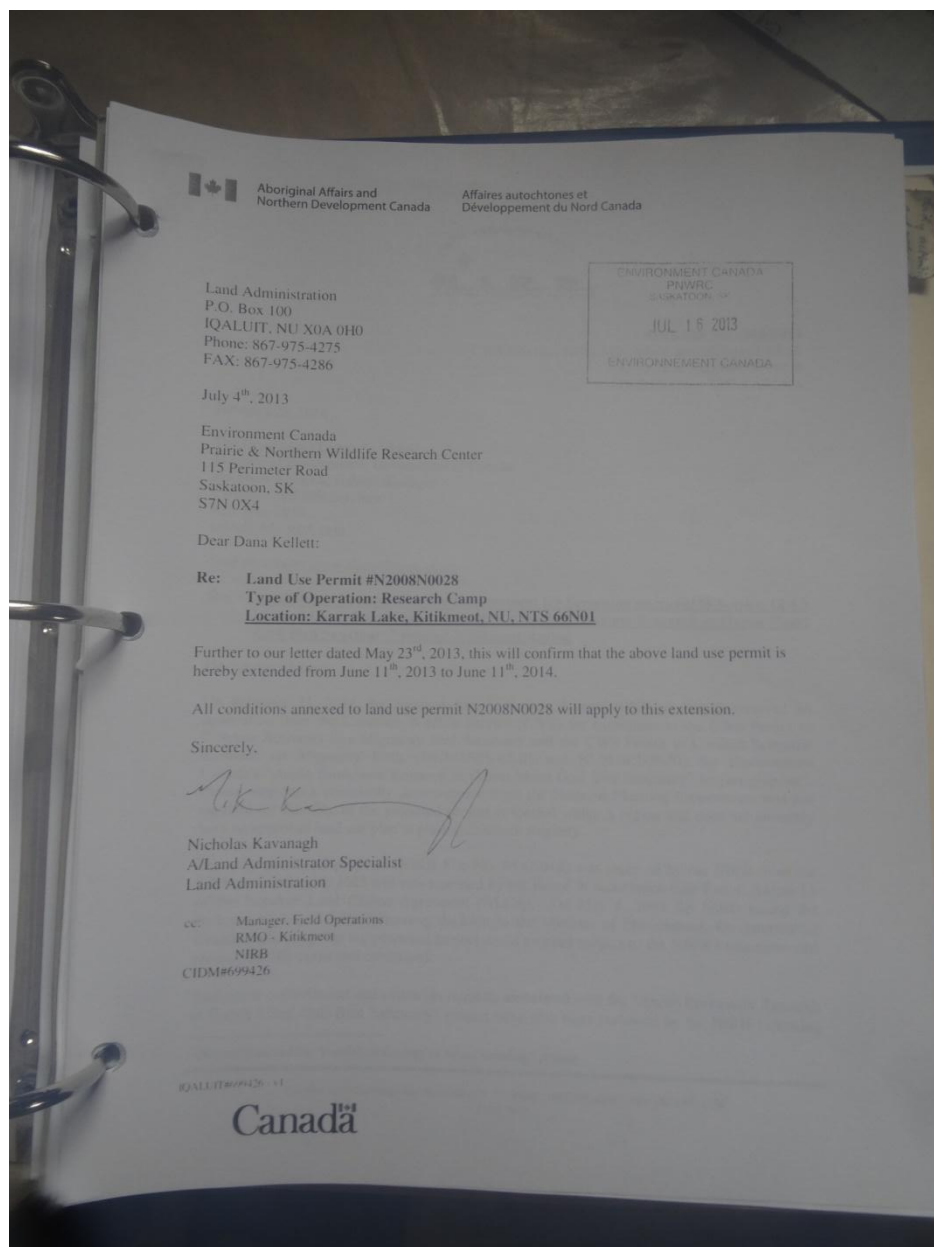 Aboriginal Affairs and
Northern Development Canada
Affaires autochtones et
Développement du Nord Canada
ENVIRONMENT CANADA
PNWRC
SASKATOON
JUL 16 2013
ENVIRONNEMENT CANADA
Land Administration
P.O. Box 100
IQALUIT, NU X0A 0H0
Phone: 867-975-4275
FAX: 867-975-4286
July 4th, 2013
Environment Canada
Prairie & Northern Wildlife Research Center
115 Perimeter Road
Saskatoon, SK
S7N 0X4
Dear Dana Kellett:
Re: Land Use Permit #N2008N0028
Type of Operation: Research Camp
Location: Karrak Lake, Kitikmeot, NU, NTS 66N01
Further to our letter dated May 23rd, 2013, this will confirm that the above land use permit is
hereby extended from June 11th, 2013 to June 11th, 2014.
All conditions annexed to land use permit N2008N0028 will apply to this extension.
Sincerely,
Nicholas Kavanagh
A/Land Administrator Specialist
Land Administration
cc: Manager, Field Operations
RMO - Kitikmeot
NIRB
CIDM#699426
IQALUIT#699426 - v1
Canada